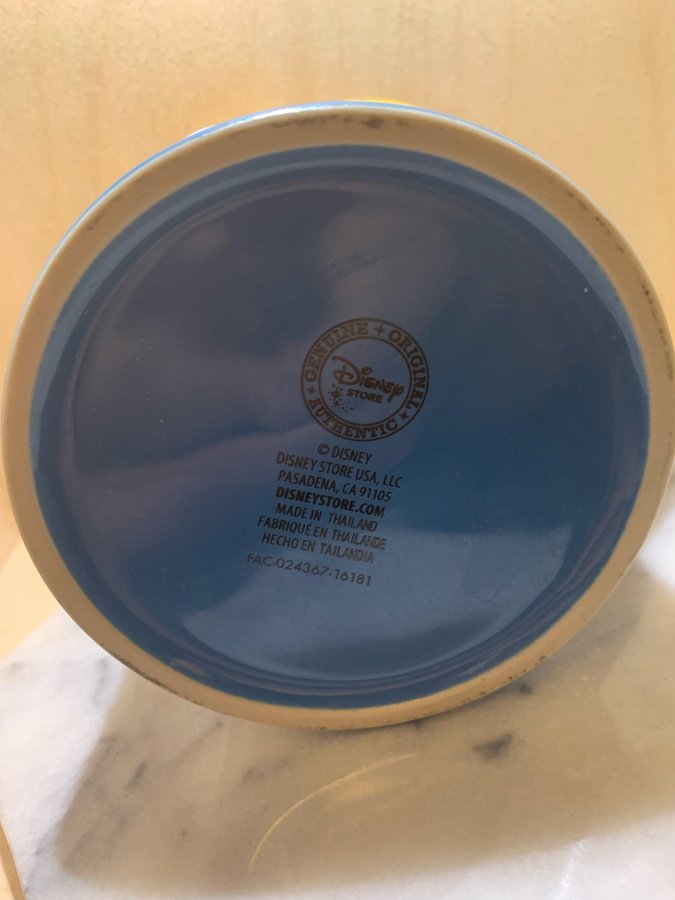 GENUINE ✦ ORIGINAL
Disney
STORE
AUTHENTIC
© DISNEY
DISNEY STORE USA, LLC
PASADENA, CA 91105
DISNEYSTORE.COM
MADE IN THAILAND
FABRIQUÉ EN THAILANDE
HECHO EN TAILANDIA
FAC-024367-16181